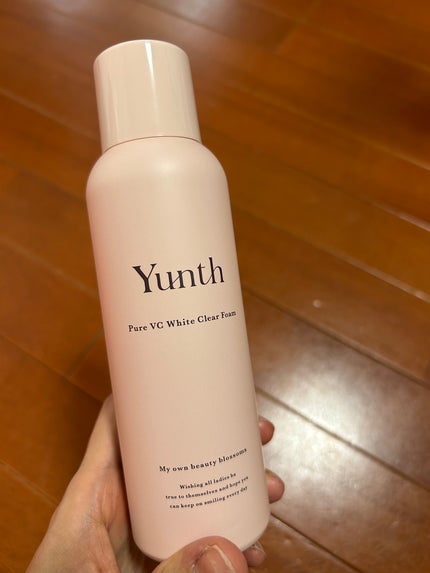 Yunth
Pure VC White Clear Foam
My own beauty blossoms
Wishing all ladies be
true to themselves and hope you
can keep on smiling every day